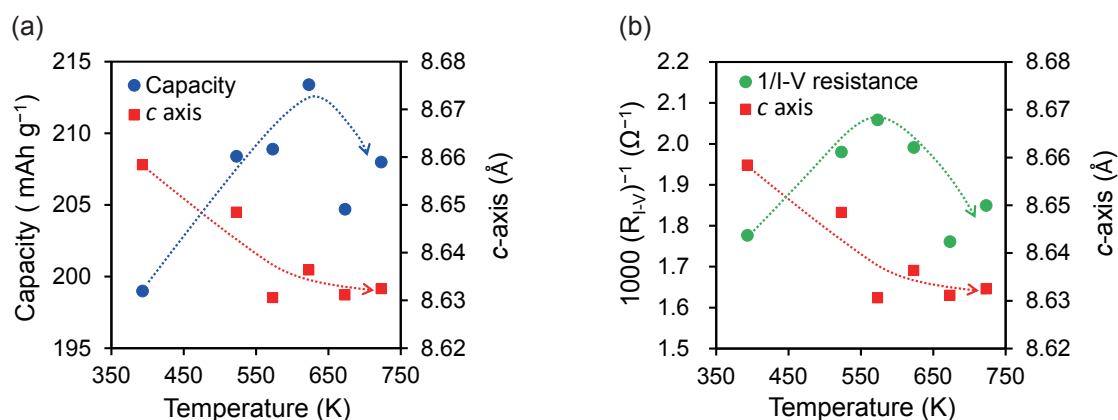 (a)
215
210
205
200
195
Capacity ( mAh g⁻¹)
Capacity
c axis
8.68
8.67
8.66
8.65
8.64
8.63
8.62
c-axis (Å)
350 450 550 650 750
Temperature (K)
(b)
2.2
2.1
2.0
1.9
1.8
1.7
1.6
1.5
1000 (R_I-V)⁻¹ (Ω⁻¹)
1/I-V resistance
c axis
8.68
8.67
8.66
8.65
8.64
8.63
8.62
c-axis (Å)
350 450 550 650 750
Temperature (K)